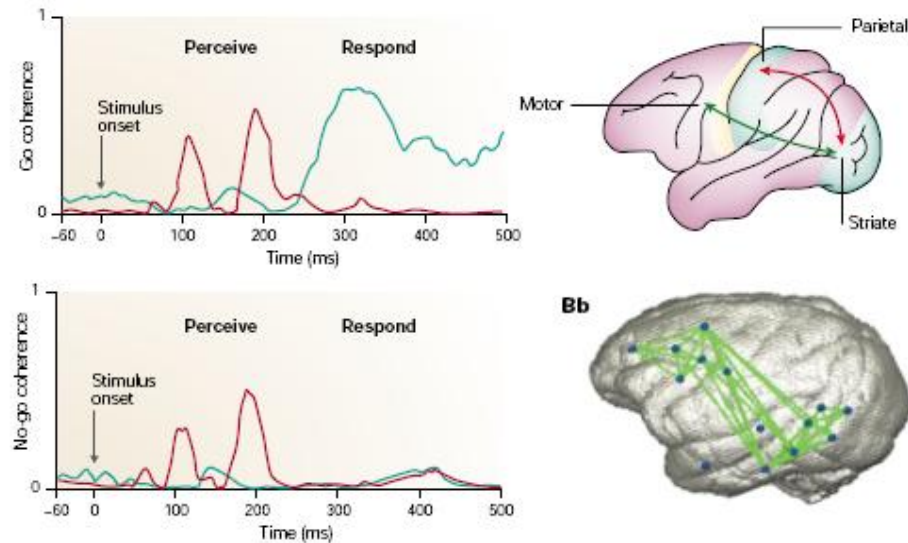 1
Perceive
Respond
Stimulus
onset
Go coherence
0
-60 0 100 200 300 400 500
Time (ms)
Parietal
Motor
Striate
1
Perceive
Respond
Stimulus
onset
No-go coherence
0
-60 0 100 200 300 400 500
Time (ms)
Bb